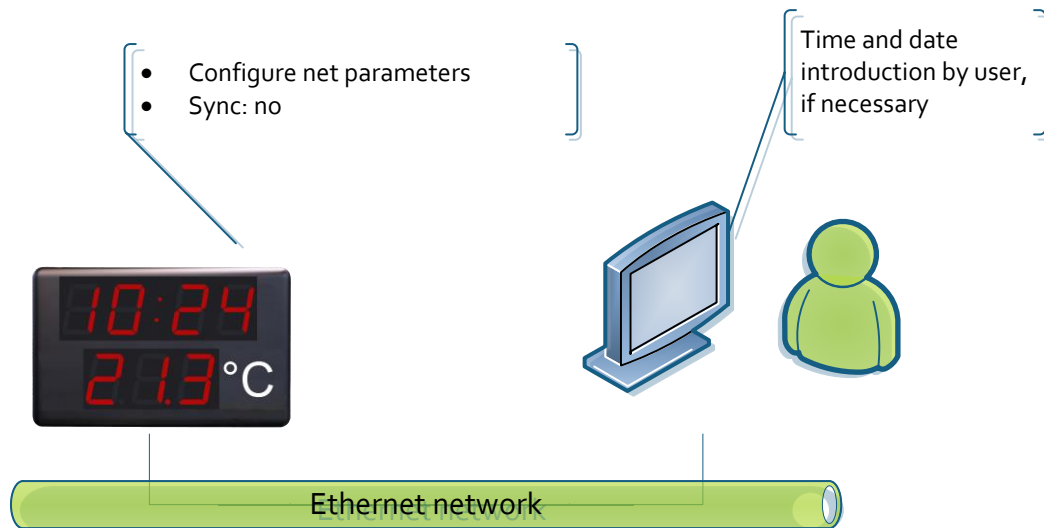 • Configure net parameters
• Sync: no
Time and date
introduction by user,
if necessary
10:24
21.3 °C
Ethernet network